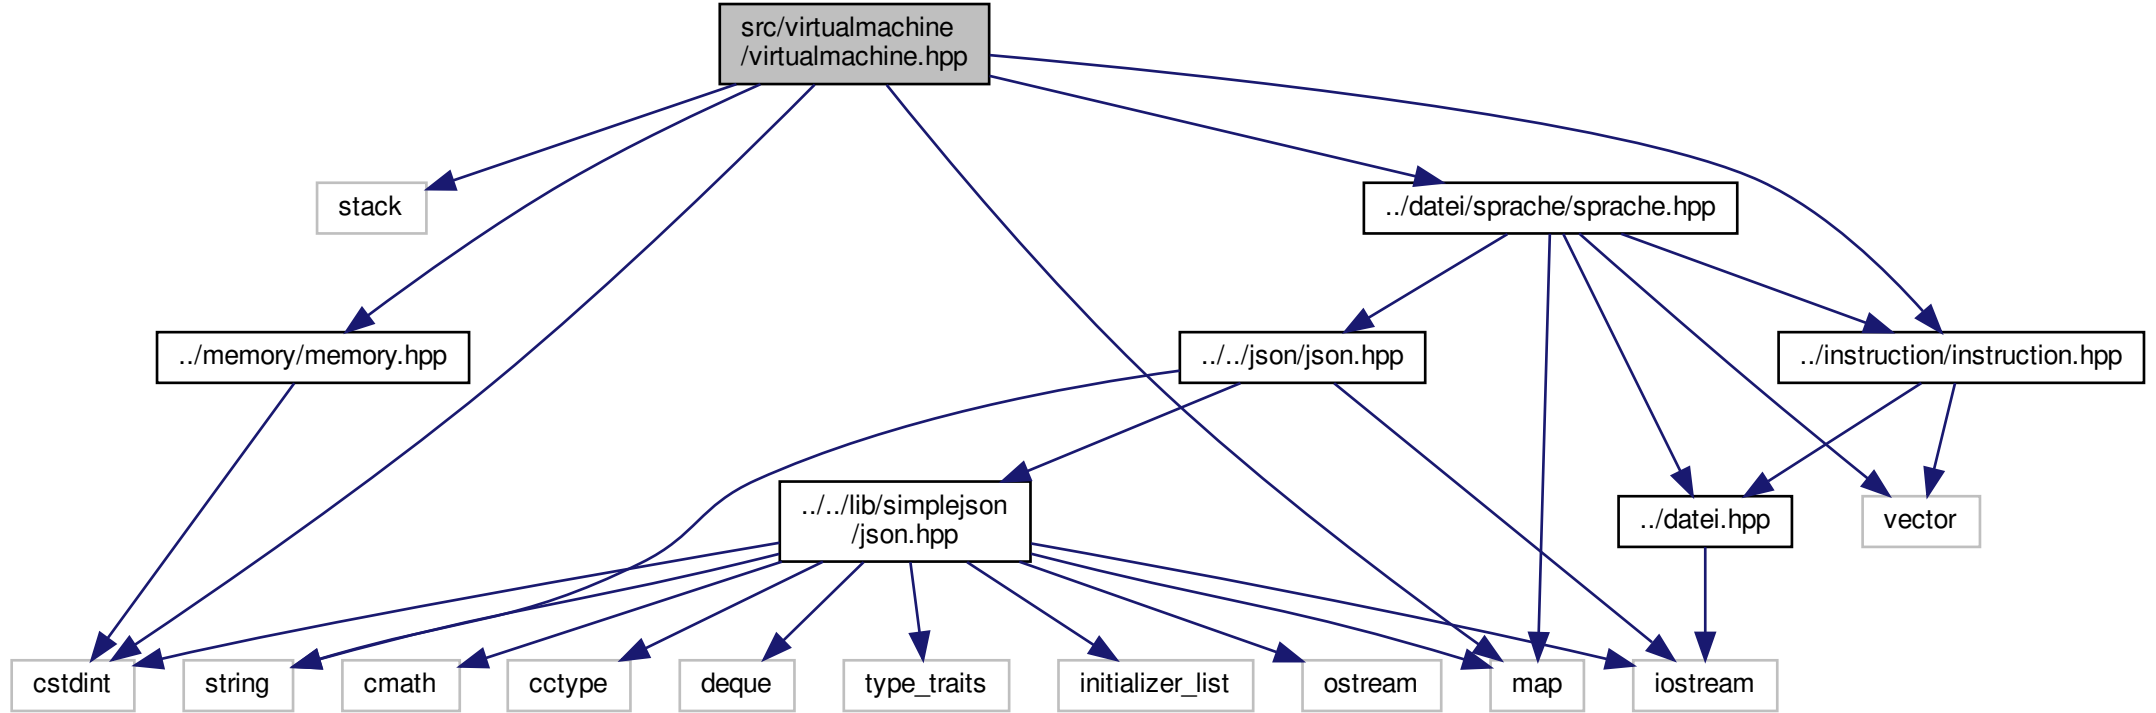 src/virtualmachine
/virtualmachine.hpp
stack
../datei/sprache/sprache.hpp
../memory/memory.hpp
../../json/json.hpp
../instruction/instruction.hpp
../../lib/simplejson
/json.hpp
../datei.hpp
vector
cstdint
string
cmath
cctype
deque
type_traits
initializer_list
ostream
map
iostream